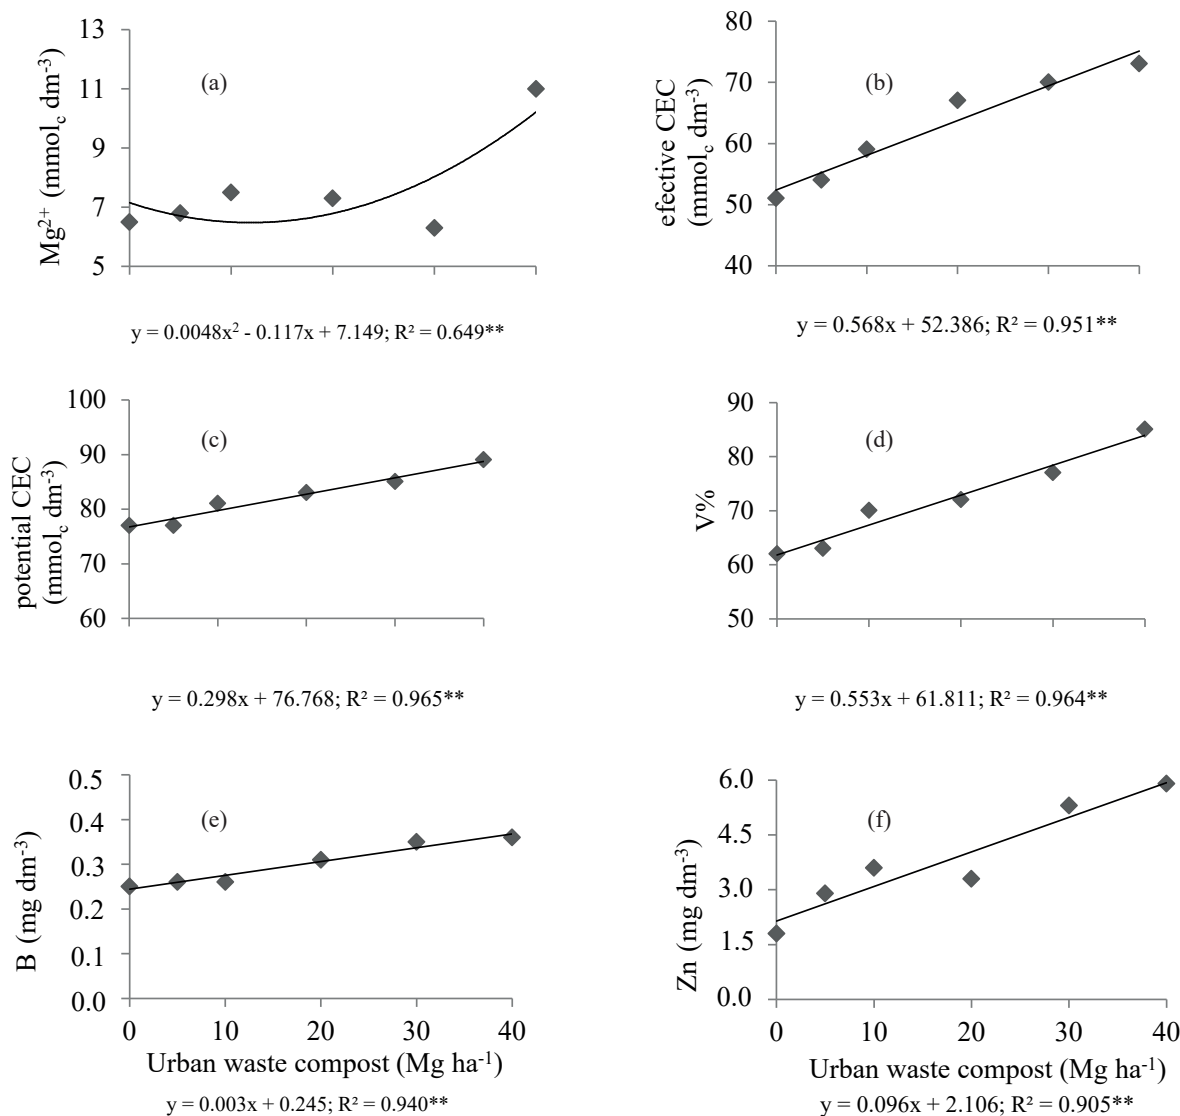 13
11
9
7
5
Mg²⁺ (mmol꜀ dm⁻³)
(a)
y = 0.0048x² - 0.117x + 7.149; R² = 0.649**
80
70
60
50
40
efective CEC
(mmol꜀ dm⁻³)
(b)
y = 0.568x + 52.386; R² = 0.951**
100
90
80
70
60
potential CEC
(mmol꜀ dm⁻³)
(c)
y = 0.298x + 76.768; R² = 0.965**
90
80
70
60
50
V%
(d)
y = 0.553x + 61.811; R² = 0.964**
0.5
0.4
0.3
0.2
0.1
0.0
B (mg dm⁻³)
(e)
0 10 20 30 40
Urban waste compost (Mg ha⁻¹)
y = 0.003x + 0.245; R² = 0.940**
6.0
4.5
3.0
1.5
0.0
Zn (mg dm⁻³)
(f)
0 10 20 30 40
Urban waste compost (Mg ha⁻¹)
y = 0.096x + 2.106; R² = 0.905**